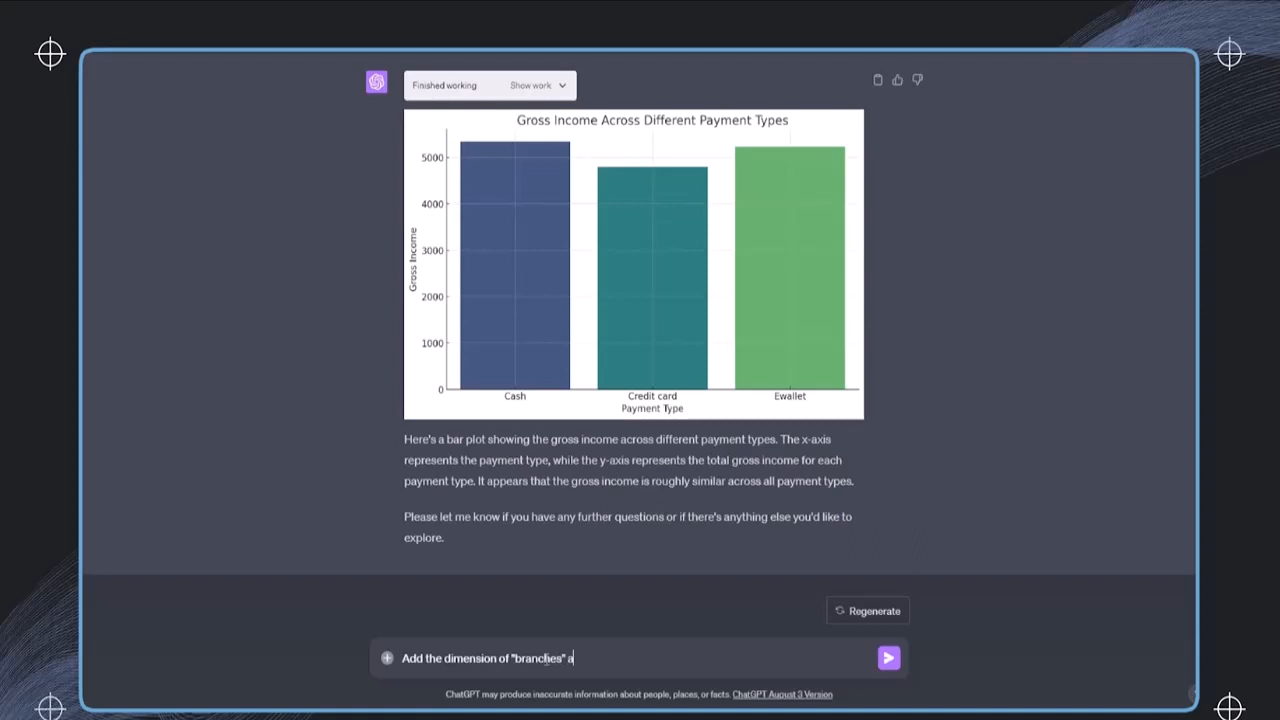 Finished working Show work
Gross Income Across Different Payment Types
5000
4000
3000
2000
1000
0
Gross Income
Cash Credit card Ewallet
Payment Type
Here's a bar plot showing the gross income across different payment types. The x-axis
represents the payment type, while the y-axis represents the total gross income for each
payment type. It appears that the gross income is roughly similar across all payment types.
Please let me know if you have any further questions or if there's anything else you'd like to
explore.
Regenerate
Add the dimension of "branches" a
ChatGPT may produce inaccurate information about people, places, or facts. ChatGPT August 3 Version